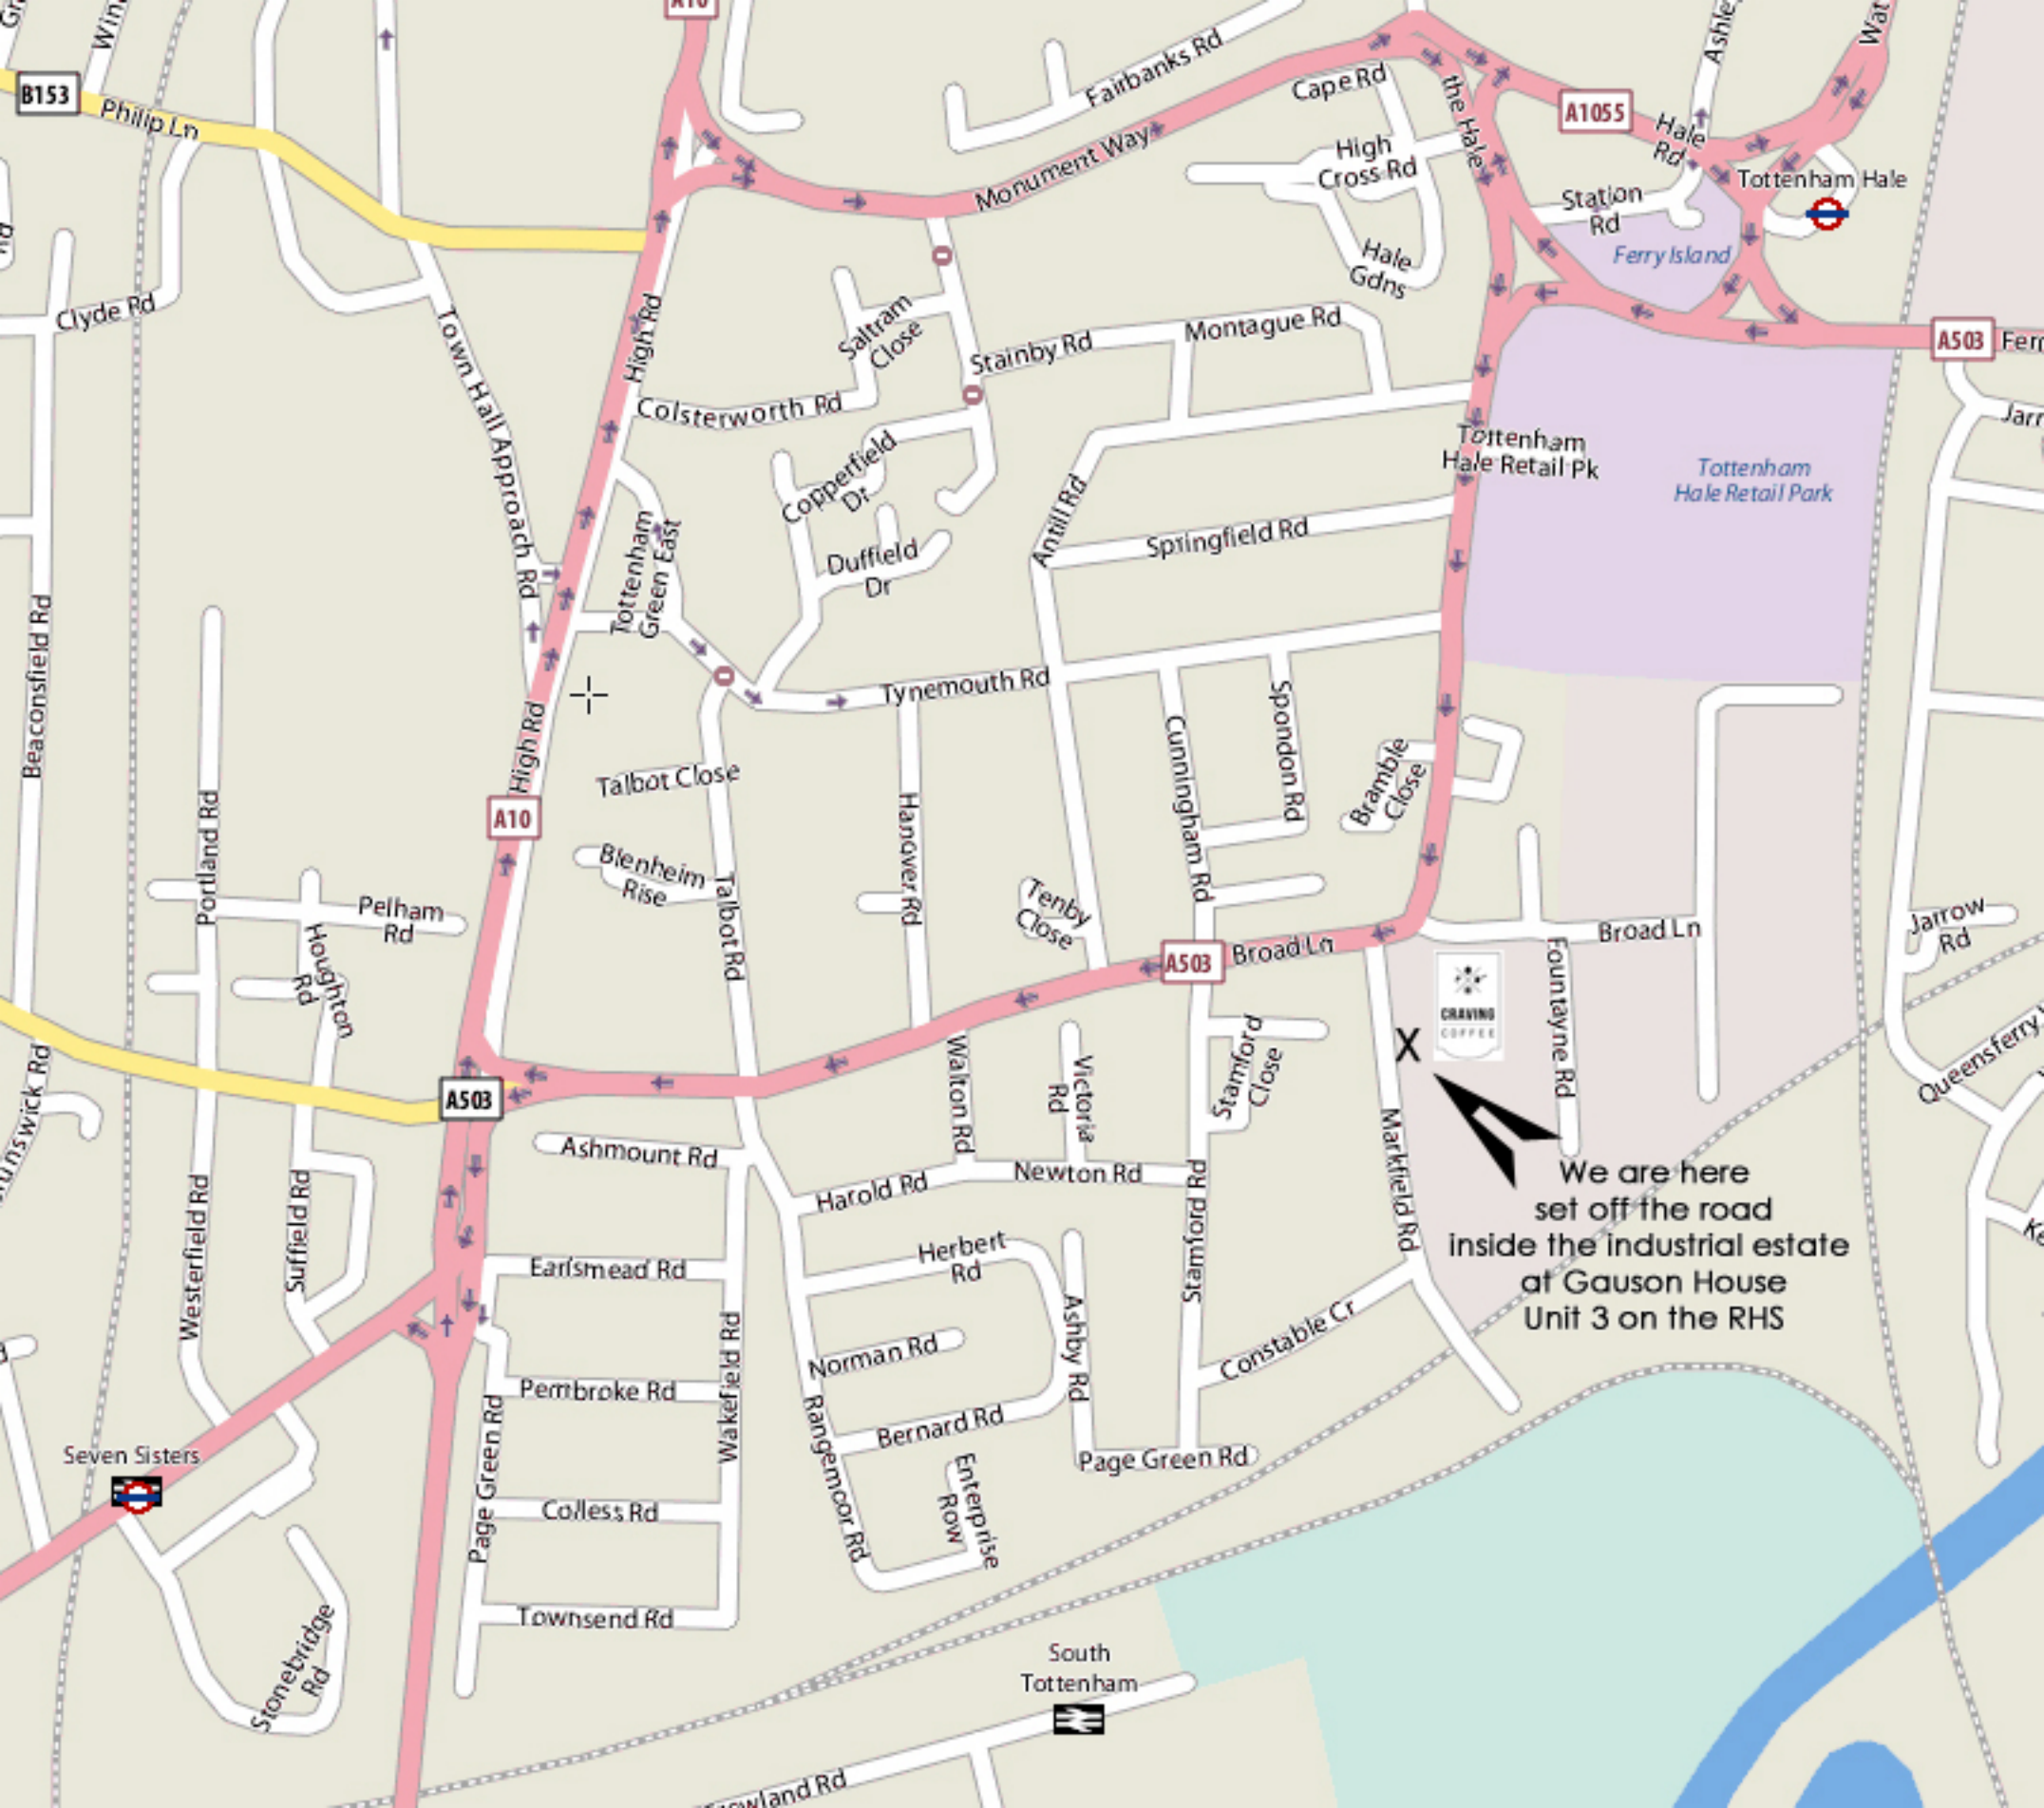 A10
B153
Philip Ln
Fairbanks Rd
Cape Rd
the Hale
A1055
Hale
Rd
Tottenham Hale
High
Cross Rd
Station
Rd
Monument Way
Hale
Gdns
Ferry Island
Clyde Rd
Town Hall Approach Rd
High Rd
Saltram
Close
Stainby Rd
Montague Rd
A503
Colsterworth Rd
Copperfield
Dr
Tottenham
Hale Retail Pk
Tottenham
Hale Retail Park
Antill Rd
Springfield Rd
Tottenham
Green East
Duffield
Dr
Beaconsfield Rd
Tynemouth Rd
High Rd
Talbot Close
Cunningham Rd
Spondon Rd
Bramble
Close
A10
Portland Rd
Blenheim
Rise
Talbot Rd
Hanover Rd
Tenby
Close
Pelham
Rd
Houghton
Rd
A503
Broad Ln
Broad Ln
Jarrow
Rd
CRAVING
COFFEE
X
Fountayne Rd
A503
Walton Rd
Victoria
Rd
Stamford
Close
Markfield Rd
Ashmount Rd
Harold Rd
Newton Rd
Stamford Rd
Westerfield Rd
Suffield Rd
Earlsmead Rd
Herbert
Rd
We are here
set off the road
inside the industrial estate
at Gauson House
Unit 3 on the RHS
Wakefield Rd
Norman Rd
Ashby Rd
Constable Cr
Pembroke Rd
Rangemoor Rd
Bernard Rd
Page Green Rd
Seven Sisters
Page Green Rd
Colless Rd
Enterprise
Row
Townsend Rd
Stonebridge
Rd
South
Tottenham